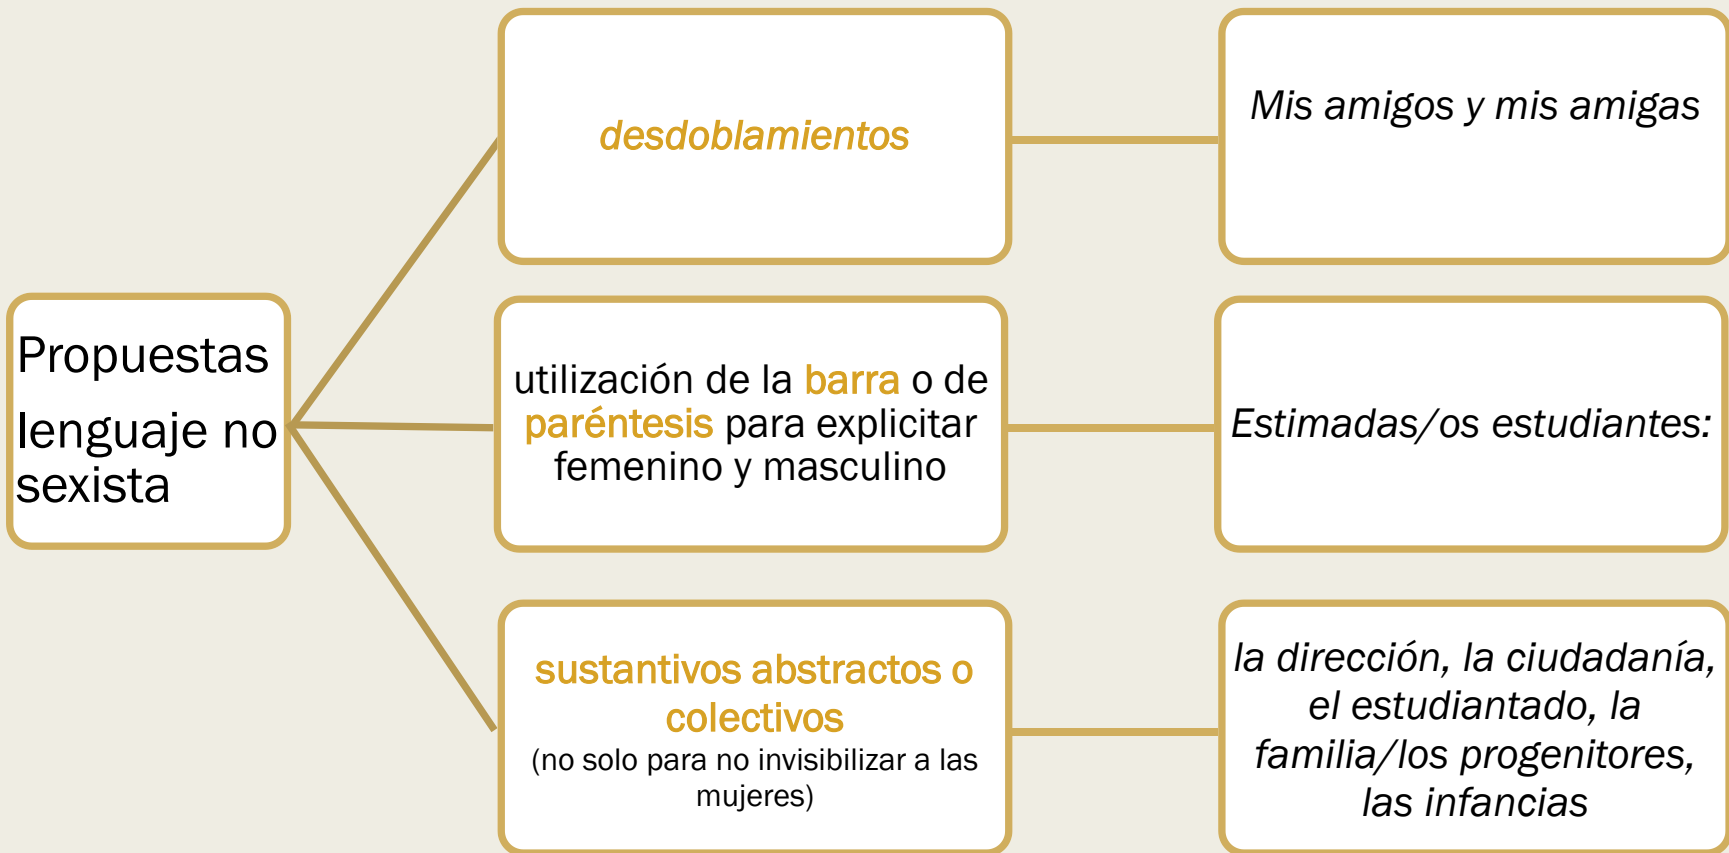 Propuestas
lenguaje no
sexista
desdoblamientos
Mis amigos y mis amigas
utilización de la barra o de
paréntesis para explicitar
femenino y masculino
Estimadas/os estudiantes:
sustantivos abstractos o
colectivos
(no solo para no invisibilizar a las
mujeres)
la dirección, la ciudadanía,
el estudiantado, la
familia/los progenitores,
las infancias